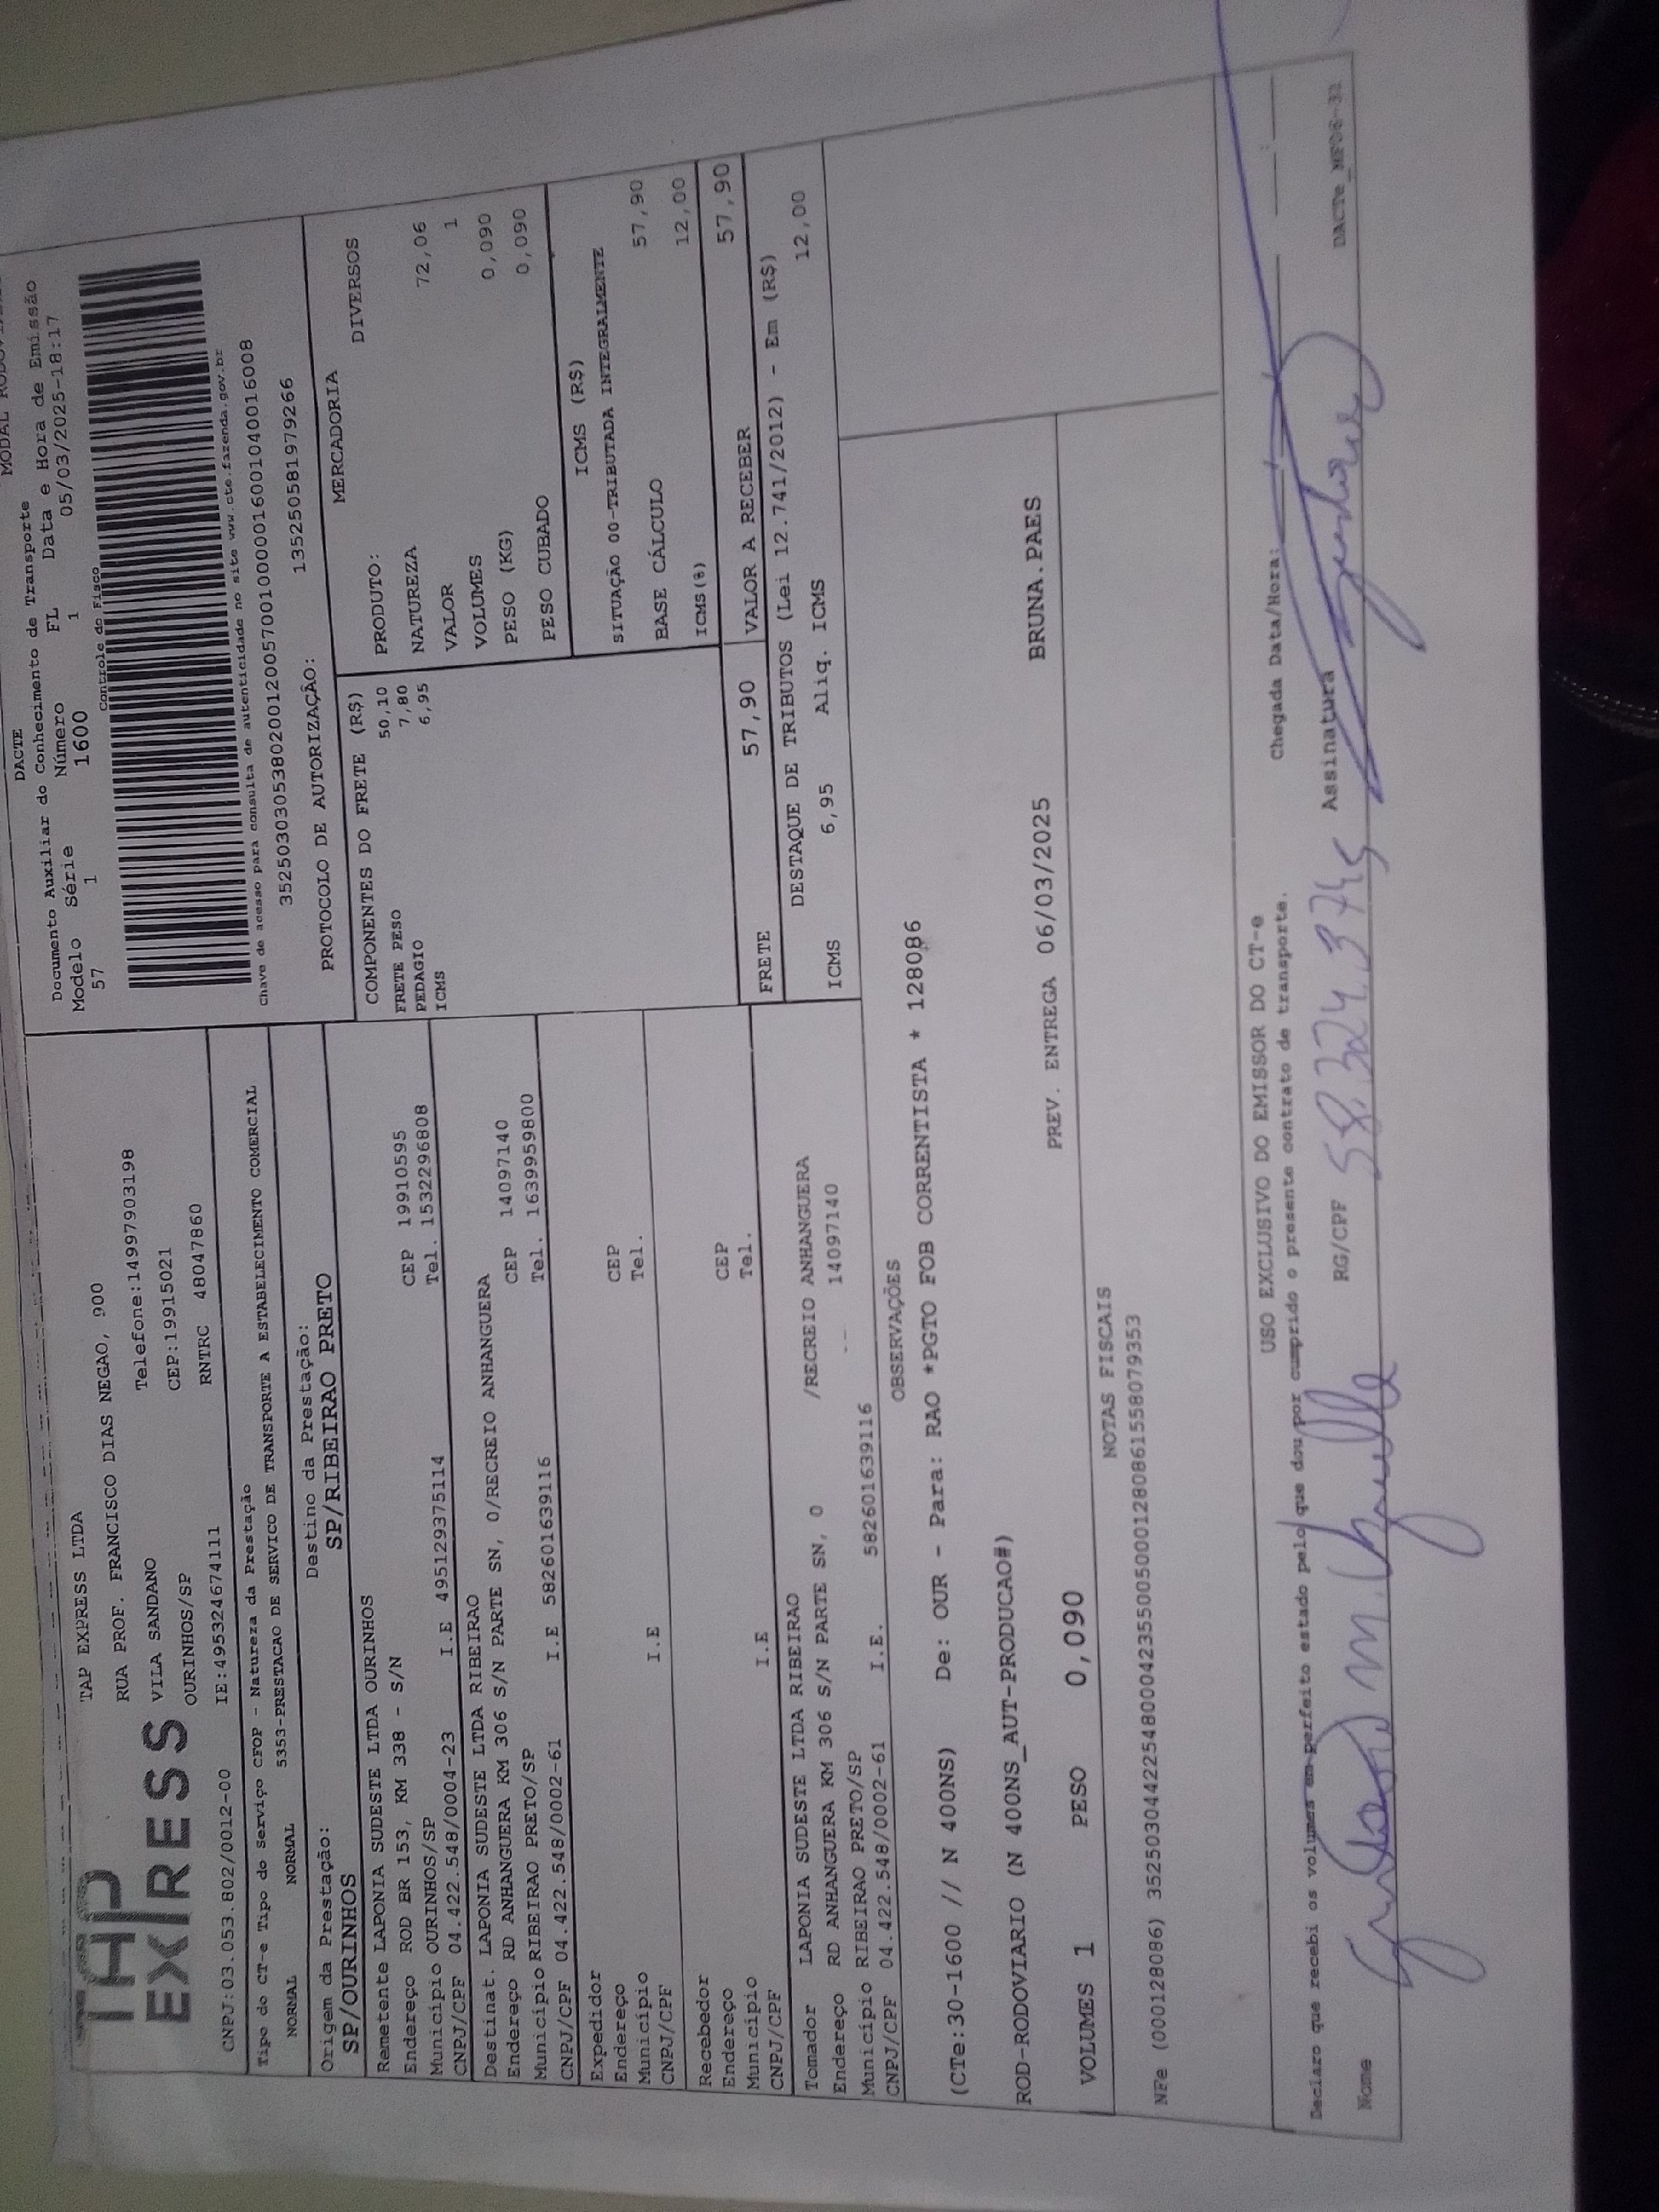 TAP
EXPRESS
TAP EXPRESS LTDA
RUA PROF. FRANCISCO DIAS NEGAO, 900
VILA SANDANO Telefone:14997903198
OURINHOS/SP CEP:19915021
CNPJ:03.053.802/0012-00 IE:495324674111 RNTRC 48047860
DACTE
Documento Auxiliar do Conhecimento de Transporte
Modelo Série Número FL Data e Hora de Emissão
57 1 1600 1 05/03/2025-18:17
Controle do Fisco
Chave de acesso para consulta de autenticidade no site www.cte.fazenda.gov.br
35250303053802001200570010000016001040016008
PROTOCOLO DE AUTORIZAÇÃO: 135250581979266
Tipo do CT-e Tipo do Serviço CFOP - Natureza da Prestação
NORMAL NORMAL 5353-PRESTACAO DE SERVICO DE TRANSPORTE A ESTABELECIMENTO COMERCIAL
Origem da Prestação: Destino da Prestação:
SP/OURINHOS SP/RIBEIRAO PRETO
Remetente LAPONIA SUDESTE LTDA OURINHOS
Endereço ROD BR 153, KM 338 - S/N CEP 19910595
Município OURINHOS/SP Tel. 1532296808
CNPJ/CPF 04.422.548/0004-23 I.E 495129375114
Destinat. LAPONIA SUDESTE LTDA RIBEIRAO
Endereço RD ANHANGUERA KM 306 S/N PARTE SN, 0/RECREIO ANHANGUERA
CEP 14097140
Município RIBEIRAO PRETO/SP Tel. 1639959800
CNPJ/CPF 04.422.548/0002-61 I.E 582601639116
Expedidor
Endereço CEP
Município Tel.
CNPJ/CPF I.E
Recebedor
Endereço CEP
Município Tel.
CNPJ/CPF I.E
Tomador LAPONIA SUDESTE LTDA RIBEIRAO
Endereço RD ANHANGUERA KM 306 S/N PARTE SN, 0 /RECREIO ANHANGUERA
Município RIBEIRAO PRETO/SP 14097140
CNPJ/CPF 04.422.548/0002-61 I.E. 582601639116
COMPONENTES DO FRETE (R$)
FRETE PESO 50,10
PEDAGIO 7,80
ICMS 6,95
MERCADORIA
PRODUTO: DIVERSOS
NATUREZA
VALOR 72,06
VOLUMES 1
PESO (KG) 0,090
PESO CUBADO 0,090
ICMS (R$)
SITUAÇÃO 00-TRIBUTADA INTEGRALMENTE
BASE CÁLCULO 57,90
ICMS(%) 12,00
FRETE 57,90 VALOR A RECEBER 57,90
DESTAQUE DE TRIBUTOS (Lei 12.741/2012) - Em (R$)
ICMS 6,95 Aliq. ICMS 12,00
OBSERVAÇÕES
(CTe:30-1600 // N 400NS) De: OUR - Para: RAO *PGTO FOB CORRENTISTA * 128086
ROD-RODOVIARIO (N 400NS_AUT-PRODUCAO#)
PREV. ENTREGA 06/03/2025 BRUNA.PAES
VOLUMES 1 PESO 0,090
NOTAS FISCAIS
NFe (000128086) 35250304422548000423550050001280861558079353
USO EXCLUSIVO DO EMISSOR DO CT-e
Declaro que recebi os volumes em perfeito estado pelo que dou por cumprido o presente contrato de transporte.
Chegada Data/Hora:
Nome RG/CPF 58.324.374 Assinatura
DACTe_MF06-32